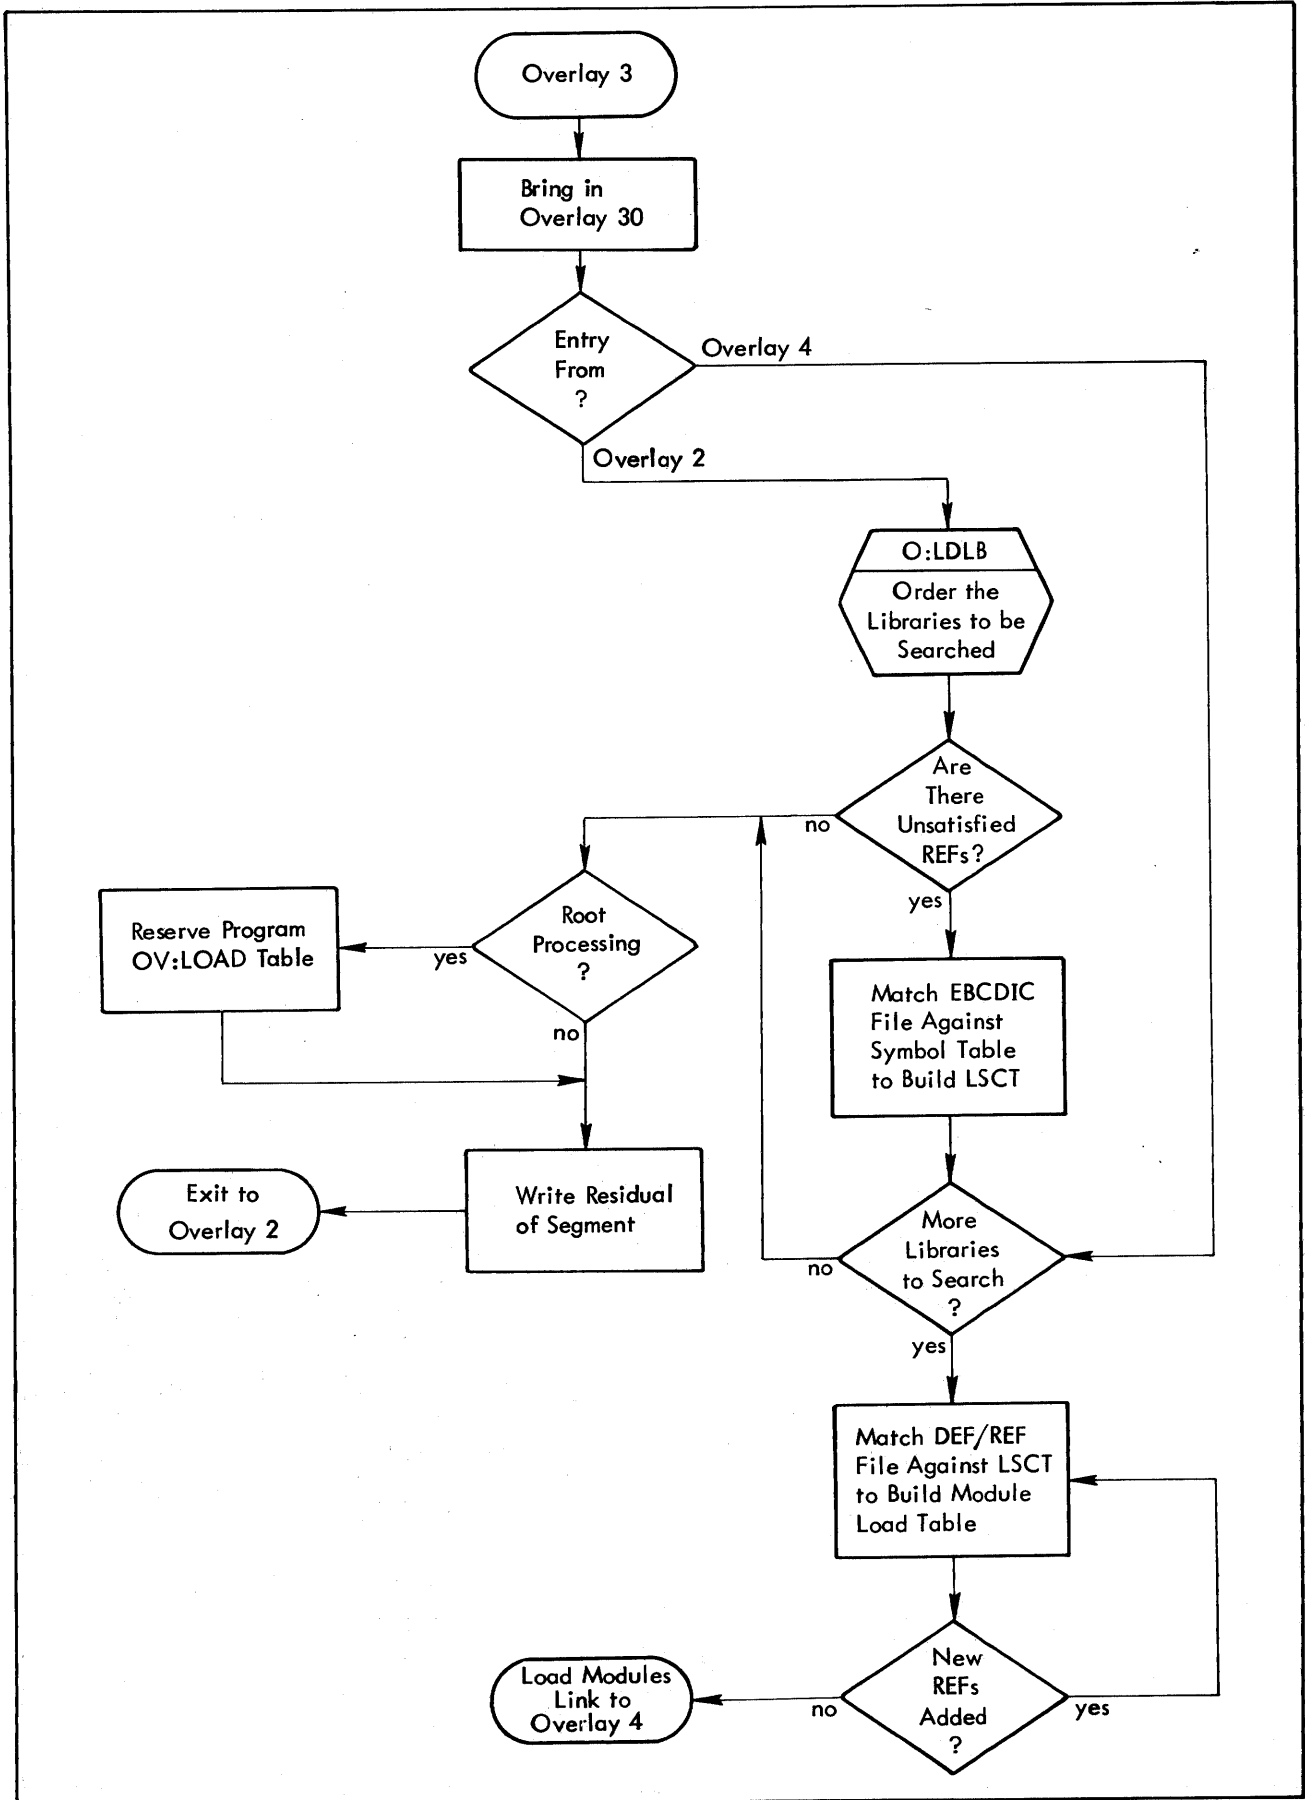 Overlay 3
Bring in
Overlay 30
Entry
From
?
Overlay 4
Overlay 2
O:LDLB
Order the
Libraries to be
Searched
Are
There
Unsatisfied
REFs?
no
yes
Root
Processing
?
yes
no
Reserve Program
OV:LOAD Table
Match EBCDIC
File Against
Symbol Table
to Build LSCT
Write Residual
of Segment
Exit to
Overlay 2
More
Libraries
to Search
?
no
yes
Match DEF/REF
File Against LSCT
to Build Module
Load Table
New
REFs
Added
?
no
yes
Load Modules
Link to
Overlay 4